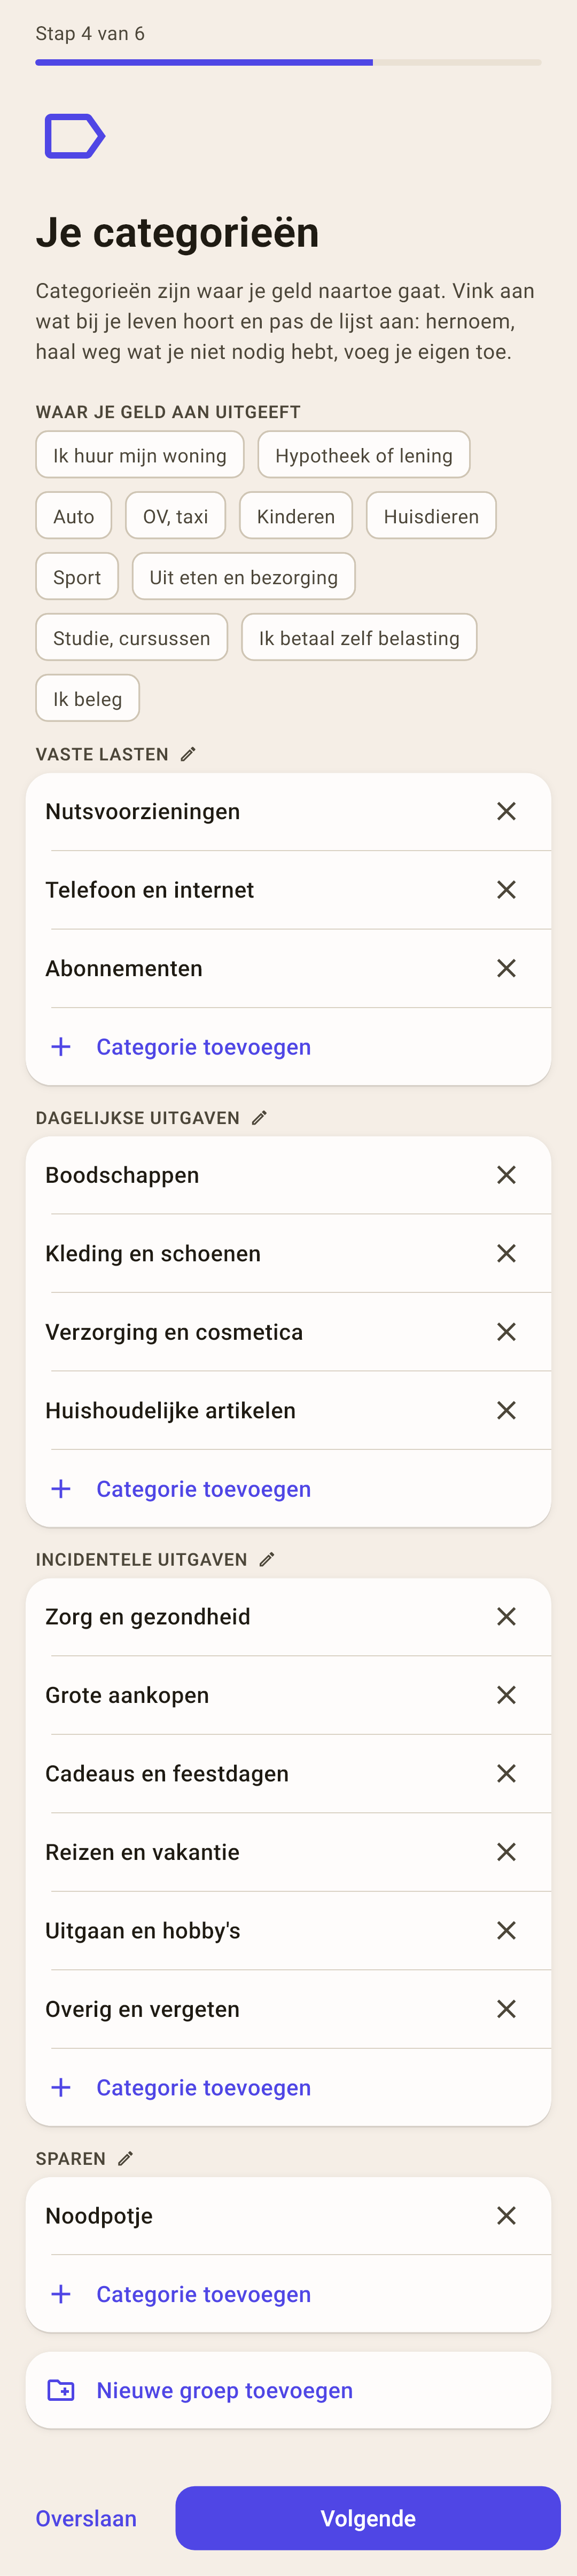 Stap 4 van 6
Je categorieën
Categorieën zijn waar je geld naartoe gaat. Vink aan
wat bij je leven hoort en pas de lijst aan: hernoem,
haal weg wat je niet nodig hebt, voeg je eigen toe.
WAAR JE GELD AAN UITGEEFT
Ik huur mijn woning Hypotheek of lening
Auto OV, taxi Kinderen Huisdieren
Sport Uit eten en bezorging
Studie, cursussen Ik betaal zelf belasting
Ik beleg
VASTE LASTEN
Nutsvoorzieningen
Telefoon en internet
Abonnementen
Categorie toevoegen
DAGELIJKSE UITGAVEN
Boodschappen
Kleding en schoenen
Verzorging en cosmetica
Huishoudelijke artikelen
Categorie toevoegen
INCIDENTELE UITGAVEN
Zorg en gezondheid
Grote aankopen
Cadeaus en feestdagen
Reizen en vakantie
Uitgaan en hobby's
Overig en vergeten
Categorie toevoegen
SPAREN
Noodpotje
Categorie toevoegen
Nieuwe groep toevoegen
Overslaan Volgende